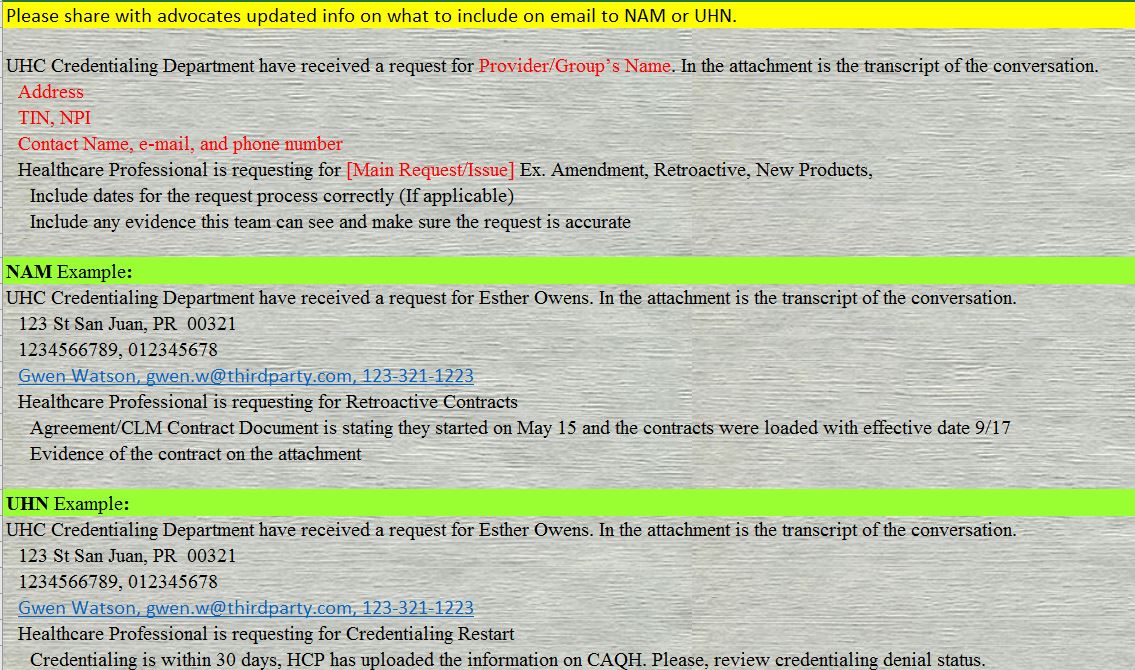 Please share with advocates updated info on what to include on email to NAM or UHN.
UHC Credentialing Department have received a request for Provider/Group's Name. In the attachment is the transcript of the conversation.
Address
TIN, NPI
Contact Name, e-mail, and phone number
Healthcare Professional is requesting for [Main Request/Issue] Ex. Amendment, Retroactive, New Products,
Include dates for the request process correctly (If applicable)
Include any evidence this team can see and make sure the request is accurate
NAM Example:
UHC Credentialing Department have received a request for Esther Owens. In the attachment is the transcript of the conversation.
123 St San Juan, PR  00321
1234566789, 012345678
Gwen Watson, gwen.w@thirdparty.com, 123-321-1223
Healthcare Professional is requesting for Retroactive Contracts
Agreement/CLM Contract Document is stating they started on May 15 and the contracts were loaded with effective date 9/17
Evidence of the contract on the attachment
UHN Example:
UHC Credentialing Department have received a request for Esther Owens. In the attachment is the transcript of the conversation.
123 St San Juan, PR  00321
1234566789, 012345678
Gwen Watson, gwen.w@thirdparty.com, 123-321-1223
Healthcare Professional is requesting for Credentialing Restart
Credentialing is within 30 days, HCP has uploaded the information on CAQH. Please, review credentialing denial status.